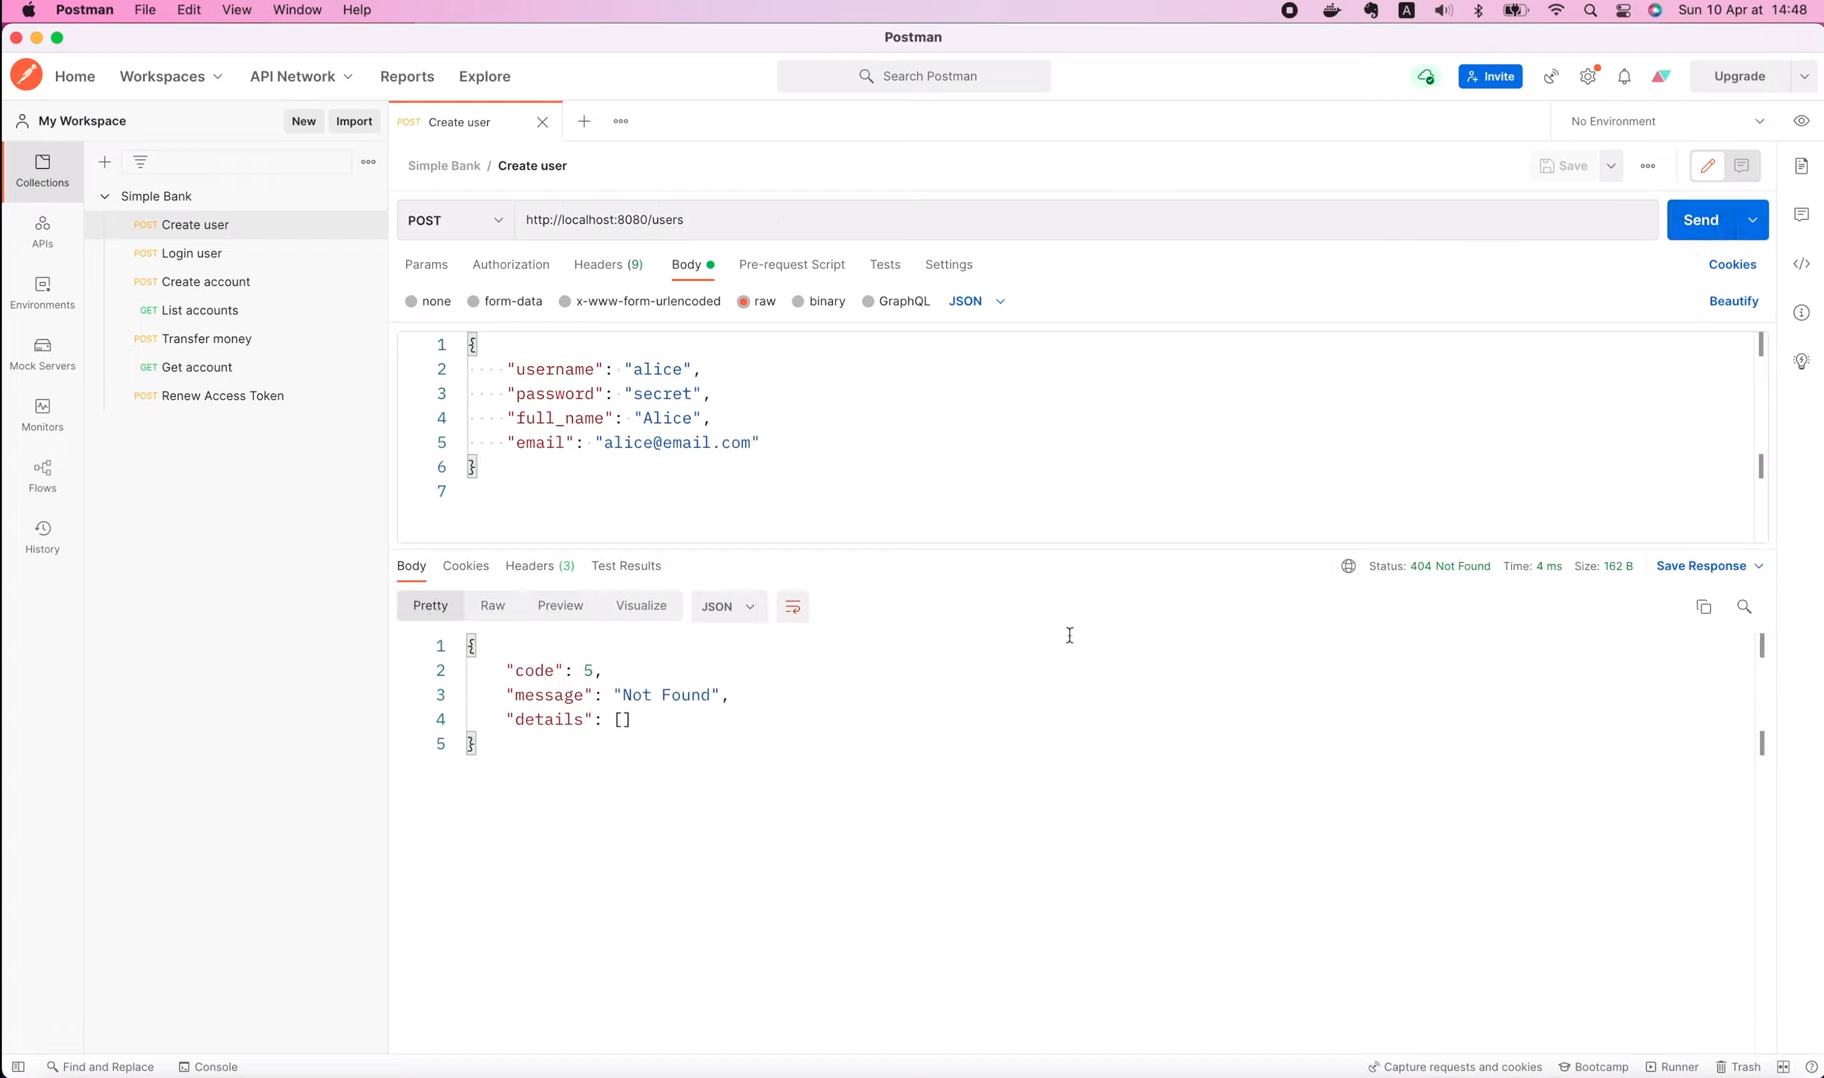 Postman File Edit View Window Help
A
Sun 10 Apr at 14:48
Postman
Home Workspaces API Network Reports Explore
Search Postman
Invite
Upgrade
My Workspace
New Import
POST Create user
No Environment
Simple Bank / Create user
Save
Collections
APIs
Environments
Mock Servers
Monitors
Flows
History
Simple Bank
POST Create user
POST Login user
POST Create account
GET List accounts
POST Transfer money
GET Get account
POST Renew Access Token
POST http://localhost:8080/users
Send
Params Authorization Headers (9) Body Pre-request Script Tests Settings
Cookies
none form-data x-www-form-urlencoded raw binary GraphQL JSON
Beautify
1 {
2 "username": "alice",
3 "password": "secret",
4 "full_name": "Alice",
5 "email": "alice@email.com"
6 }
7
Body Cookies Headers (3) Test Results
Status: 404 Not Found Time: 4 ms Size: 162 B Save Response
Pretty Raw Preview Visualize JSON
1 {
2 "code": 5,
3 "message": "Not Found",
4 "details": []
5 }
Find and Replace Console
Capture requests and cookies Bootcamp Runner Trash